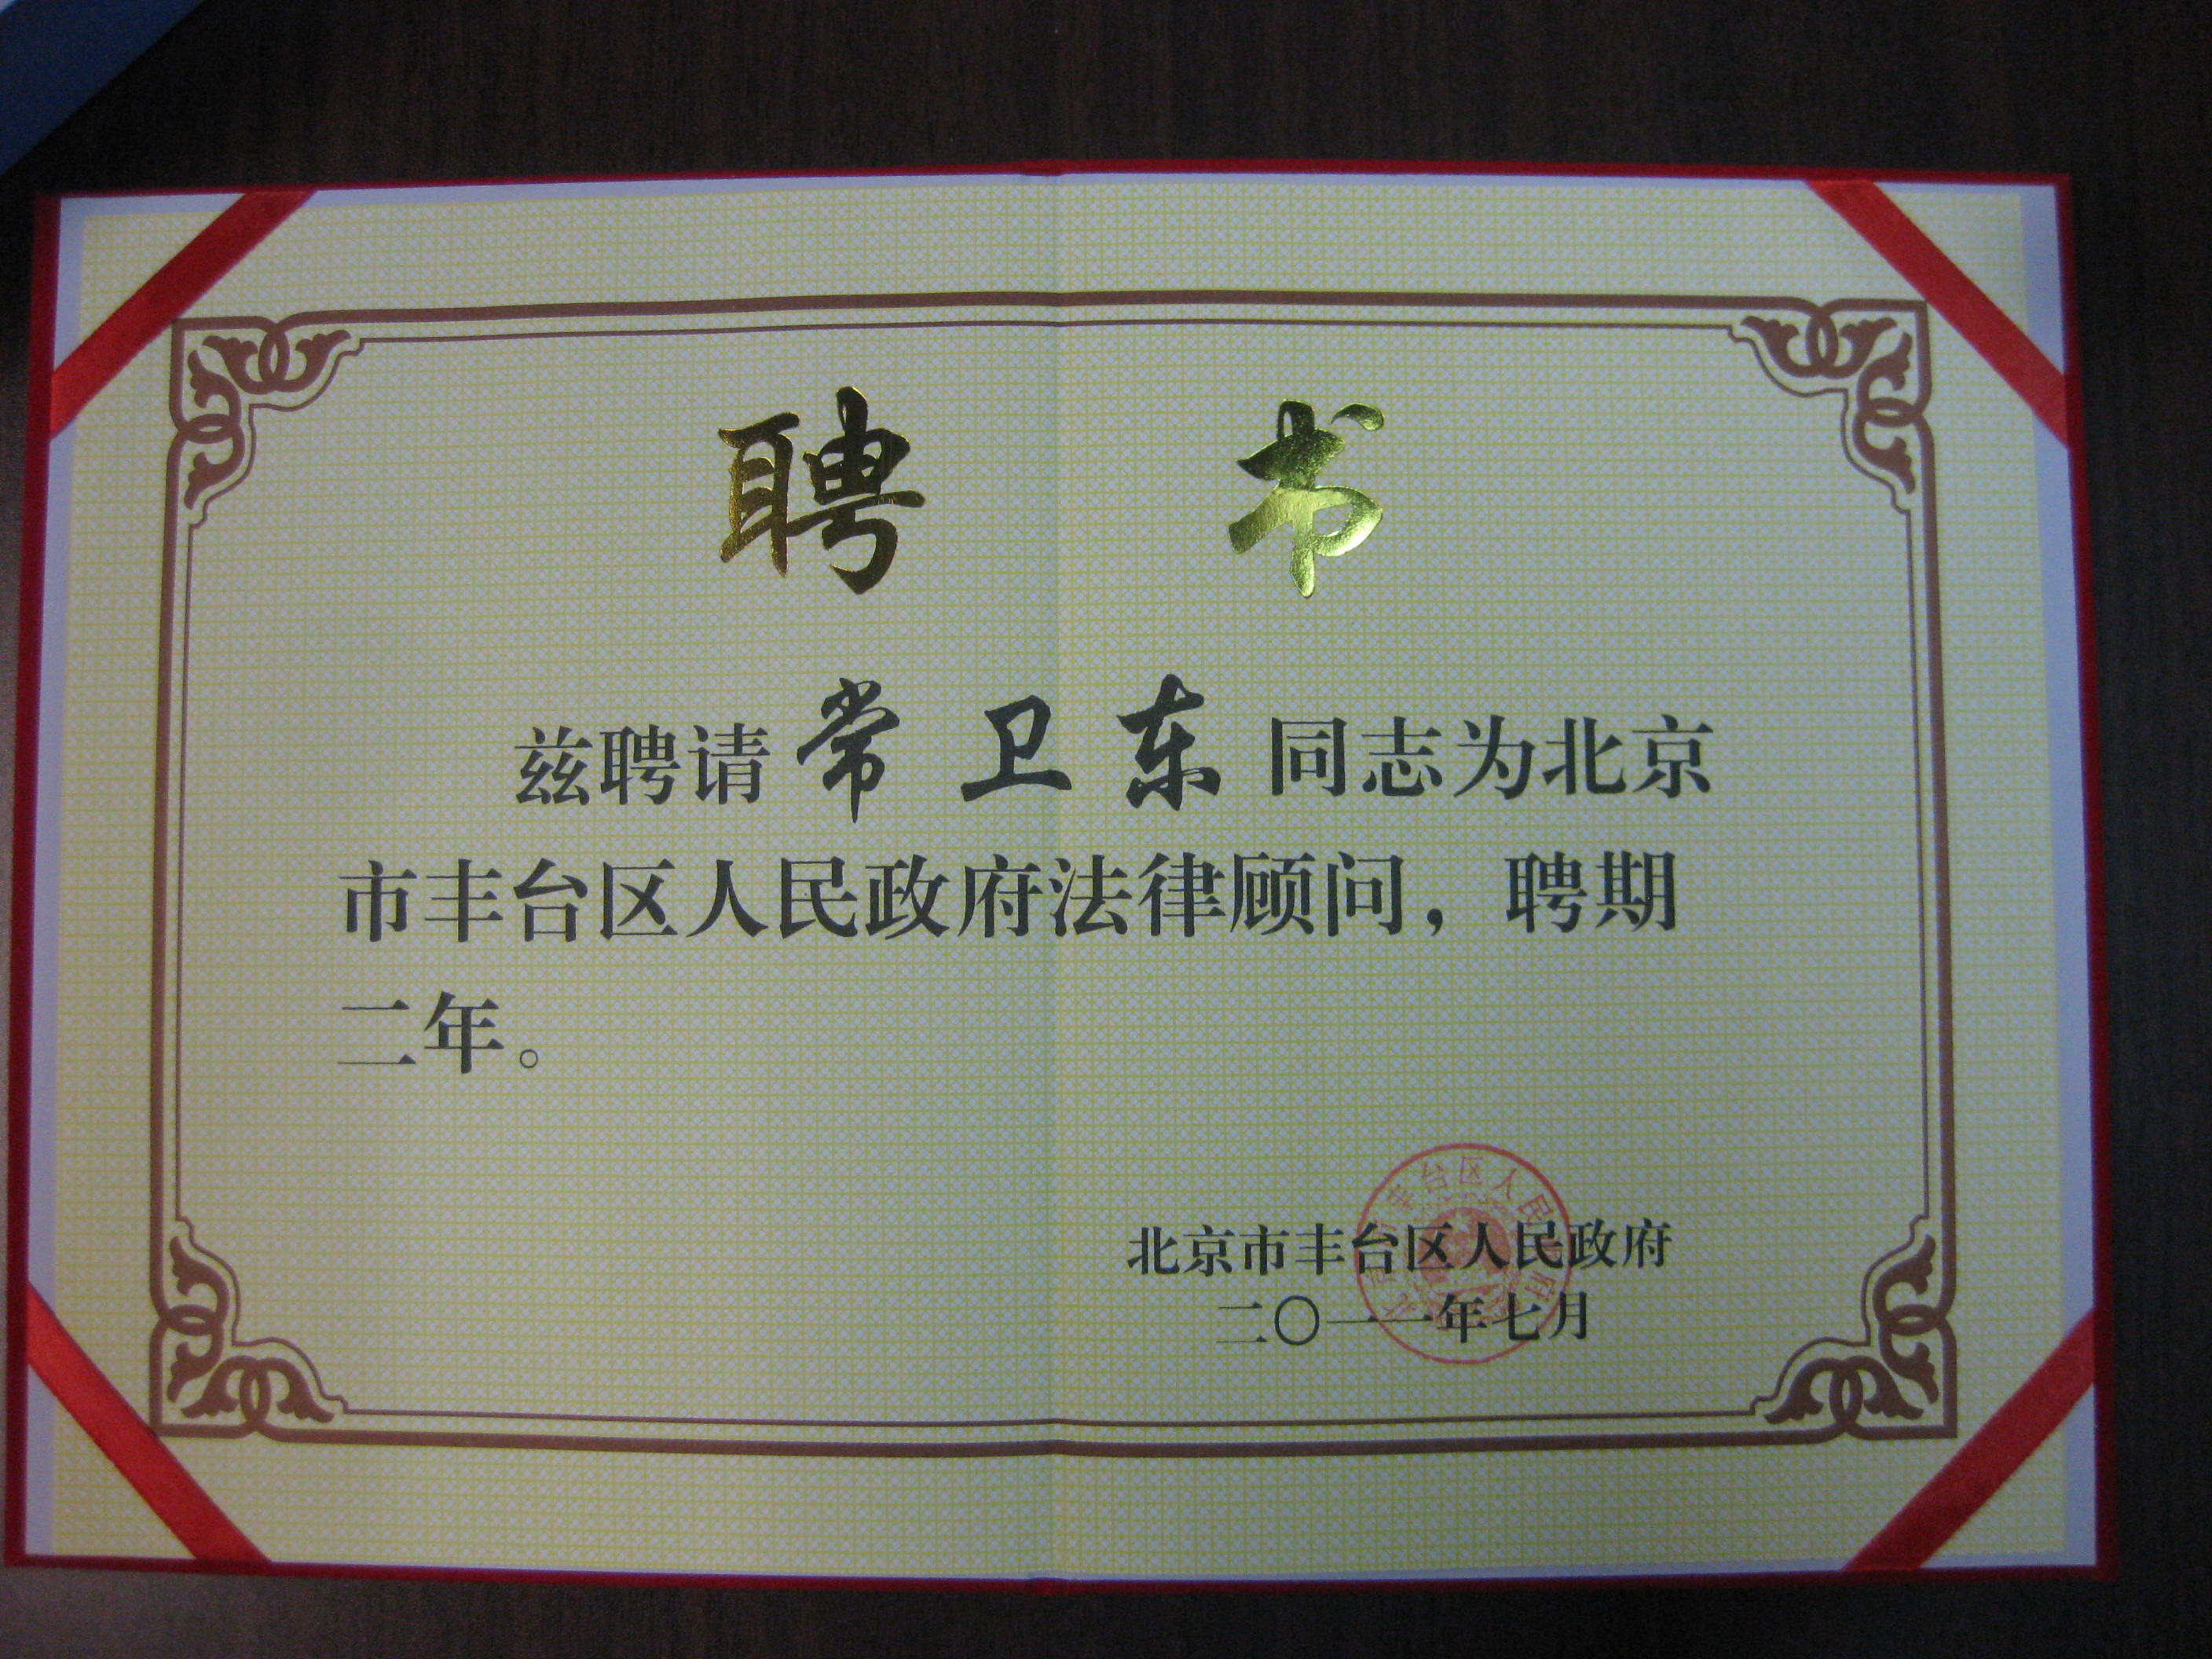 聘书
兹聘请常卫东同志为北京
市丰台区人民政府法律顾问，聘期
二年。
北京市丰台区人民政府
二〇一一年七月